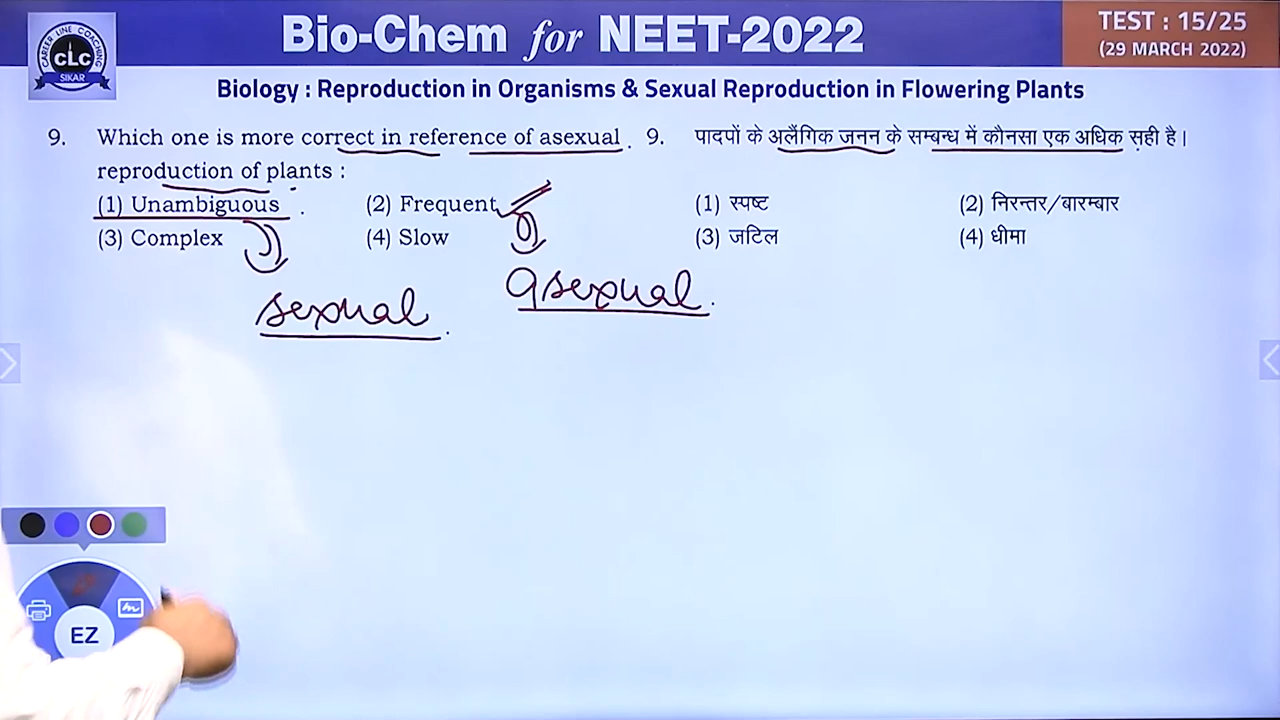 CAREER LINE COACHING
CLC
SIKAR
Bio-Chem for NEET-2022
TEST : 15/25
(29 MARCH 2022)
Biology : Reproduction in Organisms & Sexual Reproduction in Flowering Plants
9. Which one is more correct in reference of asexual
reproduction of plants :
(1) Unambiguous (2) Frequent
(3) Complex (4) Slow
sexual
asexual
9. पादपों के अलैंगिक जनन के सम्बन्ध में कौनसा एक अधिक सही है।
(1) स्पष्ट (2) निरन्तर/बारम्बार
(3) जटिल (4) धीमा
EZ